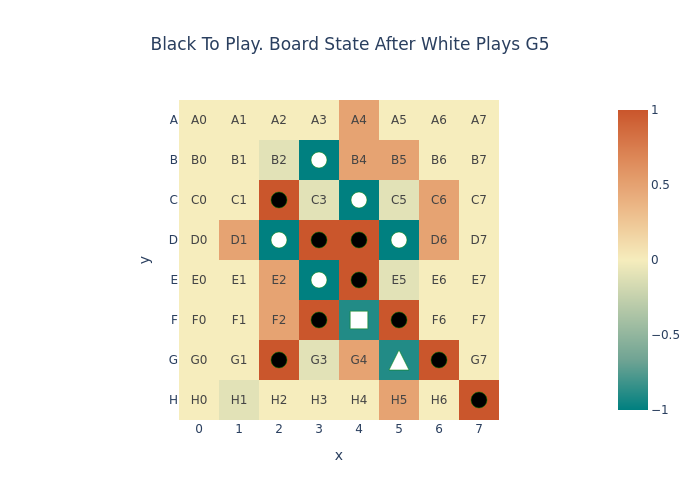 Black To Play. Board State After White Plays G5
A A0 A1 A2 A3 A4 A5 A6 A7
B B0 B1 B2 B4 B5 B6 B7
C C0 C1 C3 C5 C6 C7
D D0 D1 D6 D7
E E0 E1 E2 E5 E6 E7
F F0 F1 F2 F6 F7
G G0 G1 G3 G4 G7
H H0 H1 H2 H3 H4 H5 H6
0 1 2 3 4 5 6 7
x
y
1
0.5
0
−0.5
−1